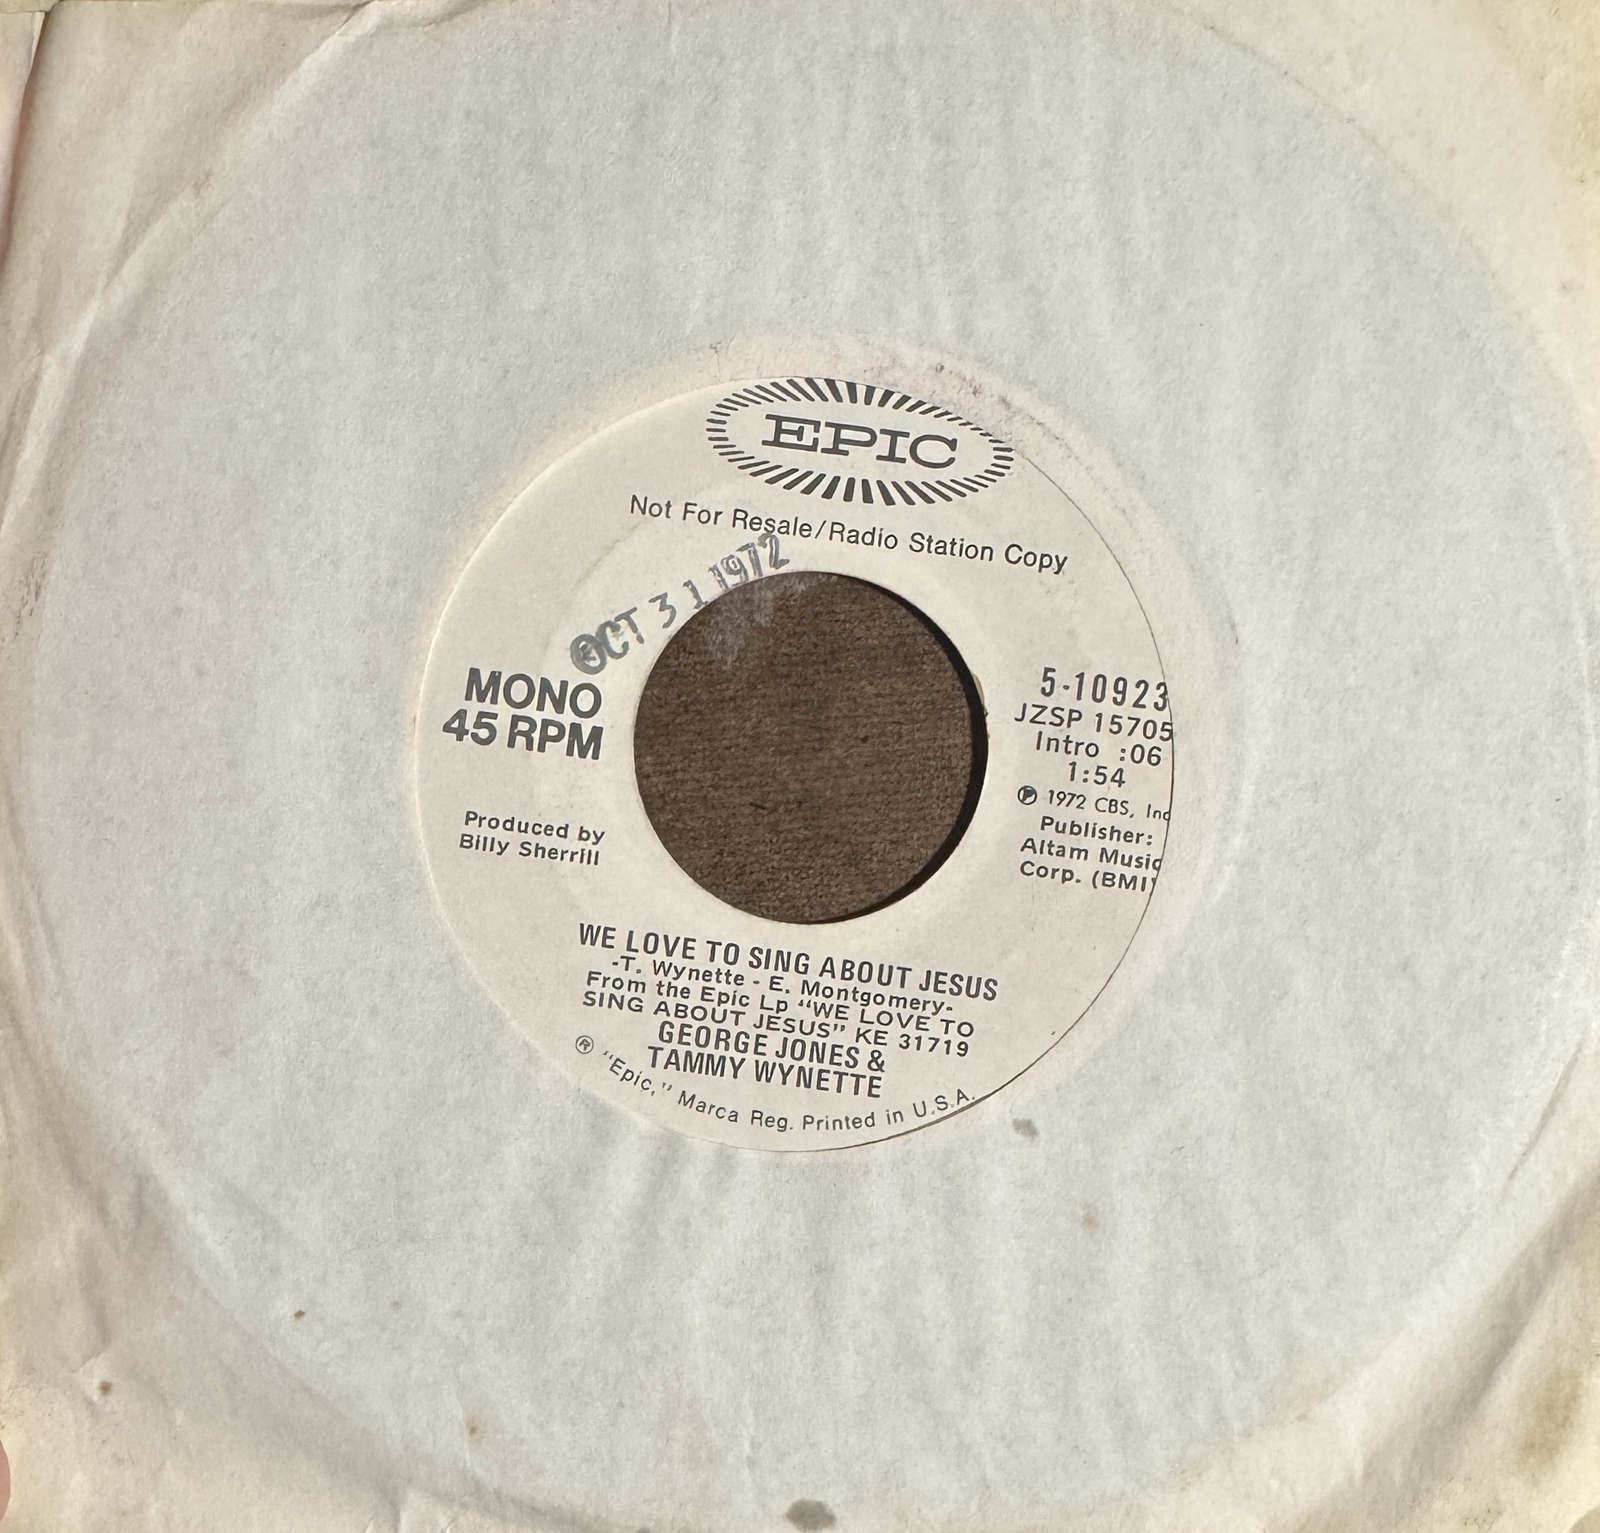 EPIC
Not For Resale/Radio Station Copy
OCT 31 1972
MONO
45 RPM
Produced by
Billy Sherrill
5-10923
JZSP 15705
Intro :06
1:54
Ⓟ 1972 CBS, Inc
Publisher:
Altam Music
Corp. (BMI)
WE LOVE TO SING ABOUT JESUS
-T. Wynette - E. Montgomery-
From the Epic Lp “WE LOVE TO
SING ABOUT JESUS” KE 31719
GEORGE JONES &
TAMMY WYNETTE
® “Epic,” Marca Reg. Printed in U.S.A.